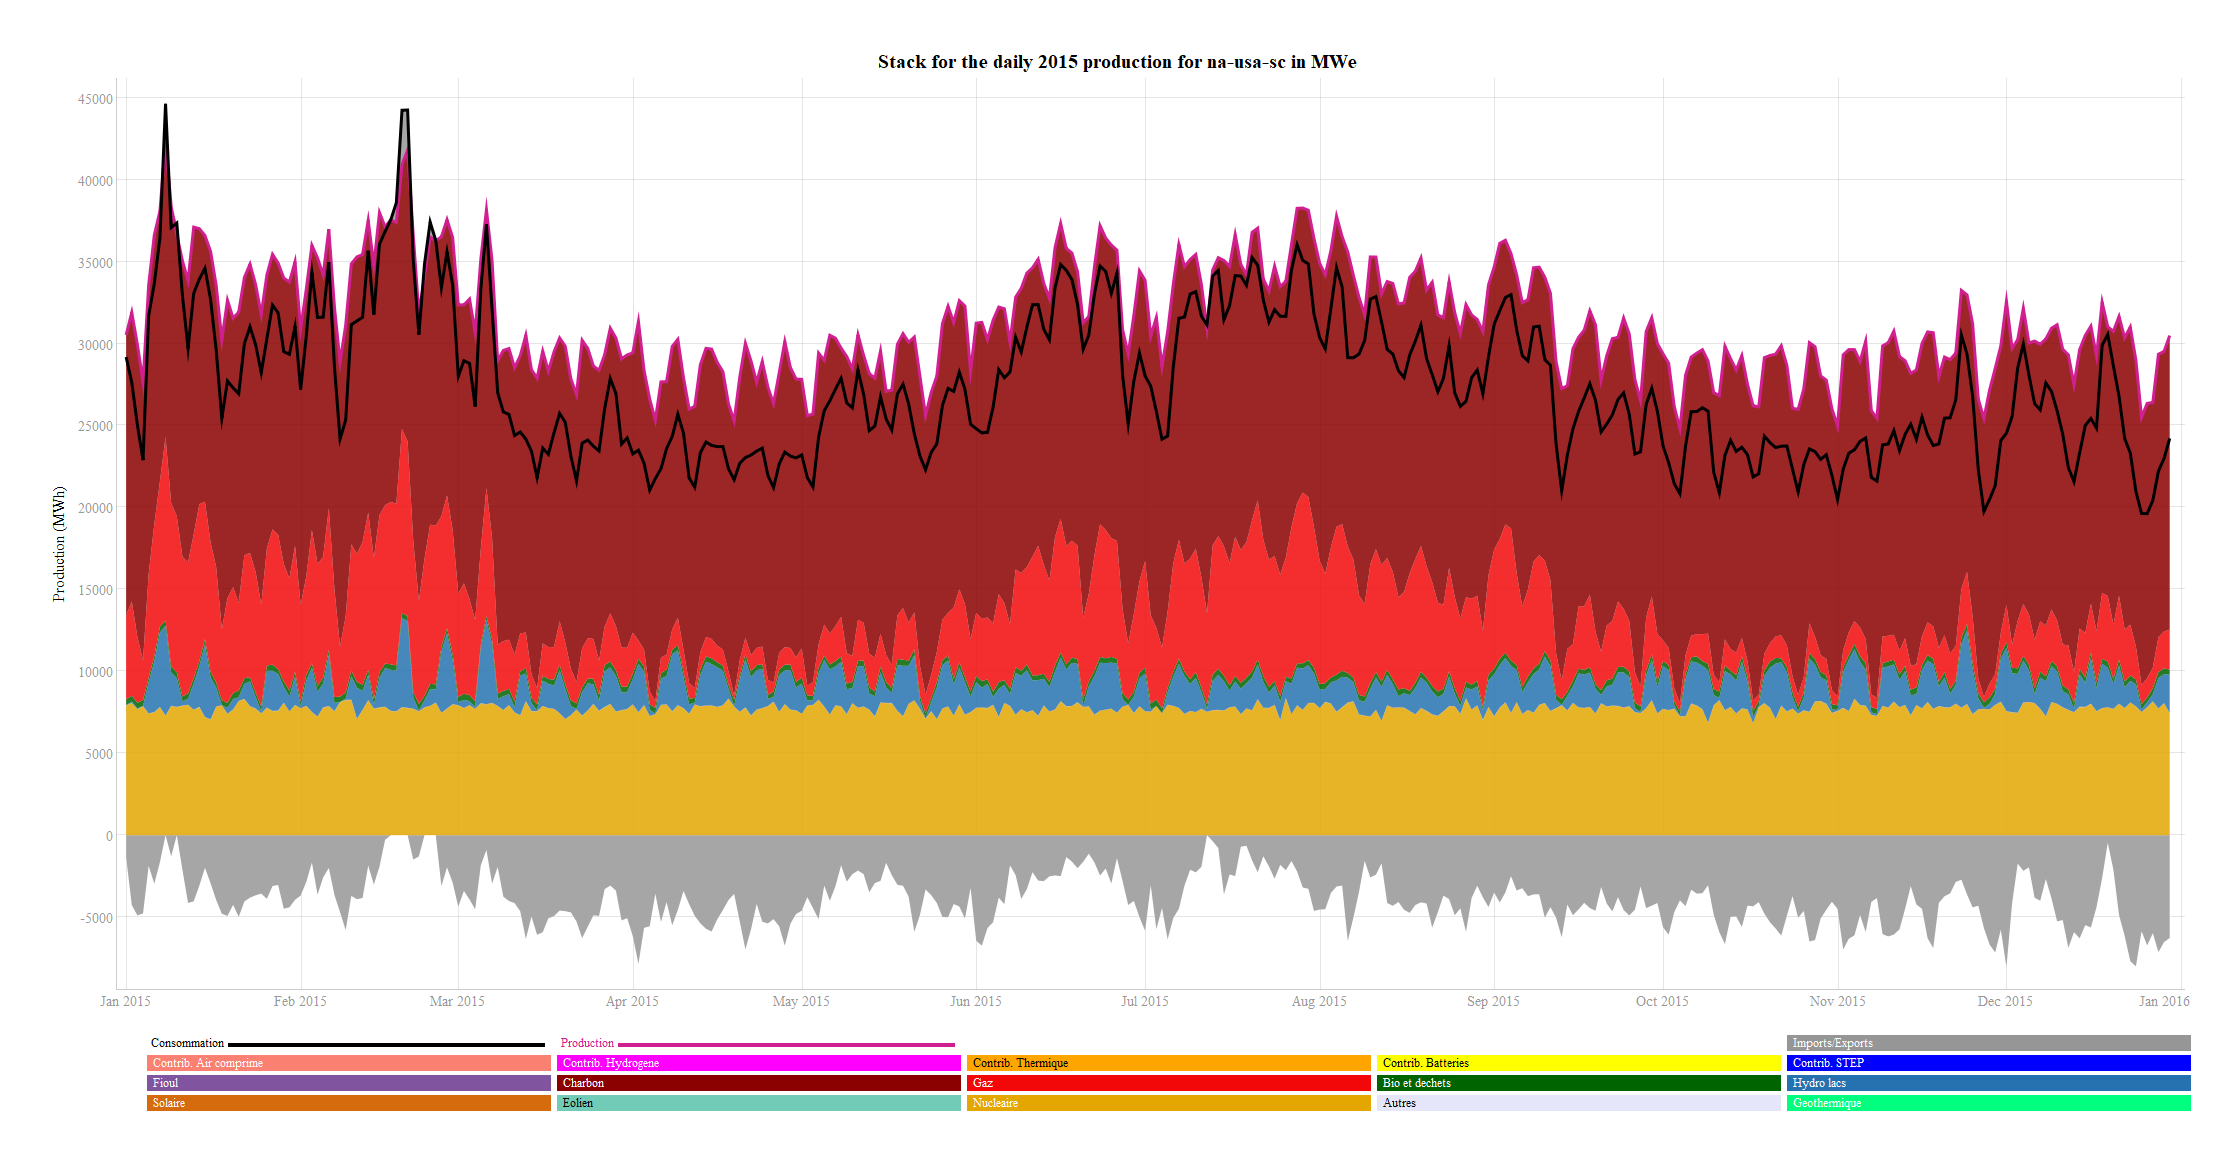 Stack for the daily 2015 production for na-usa-sc in MWe
Production (MWh)
45000
40000
35000
30000
25000
20000
15000
10000
5000
0
-5000
Jan 2015 Feb 2015 Mar 2015 Apr 2015 May 2015 Jun 2015 Jul 2015 Aug 2015 Sep 2015 Oct 2015 Nov 2015 Dec 2015 Jan 2016
Consommation Production Imports/Exports
Contrib. Air comprime Contrib. Hydrogene Contrib. Thermique Contrib. Batteries Contrib. STEP
Fioul Charbon Gaz Bio et dechets Hydro lacs
Solaire Eolien Nucleaire Autres Geothermique